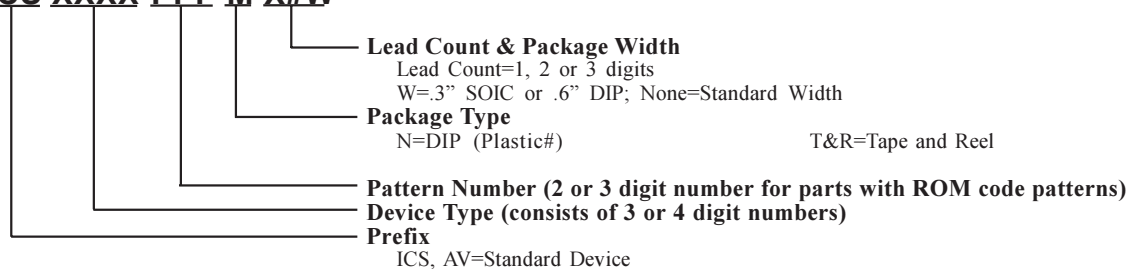 Lead Count & Package Width
Lead Count=1, 2 or 3 digits
W=.3” SOIC or .6” DIP; None=Standard Width
Package Type
N=DIP (Plastic#) T&R=Tape and Reel
Pattern Number (2 or 3 digit number for parts with ROM code patterns)
Device Type (consists of 3 or 4 digit numbers)
Prefix
ICS, AV=Standard Device